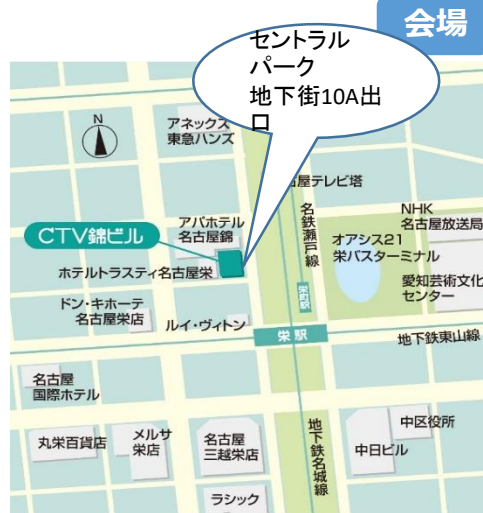 会場
セントラル
パーク
地下街10A出
口
N
アネックス
東急ハンズ
屋テレビ塔
アパホテル
名古屋錦
CTV錦ビル
名鉄瀬戸線
NHK
名古屋放送局
オアシス21
栄バスターミナル
ホテルトラスティ名古屋栄
栄町駅
愛知芸術文化
センター
ドン・キホーテ
名古屋栄店
ルイ・ヴィトン
栄駅
地下鉄東山線
名古屋
国際ホテル
丸栄百貨店
メルサ
栄店
名古屋
三越栄店
地下鉄名城線
中区役所
中日ビル
ラシック